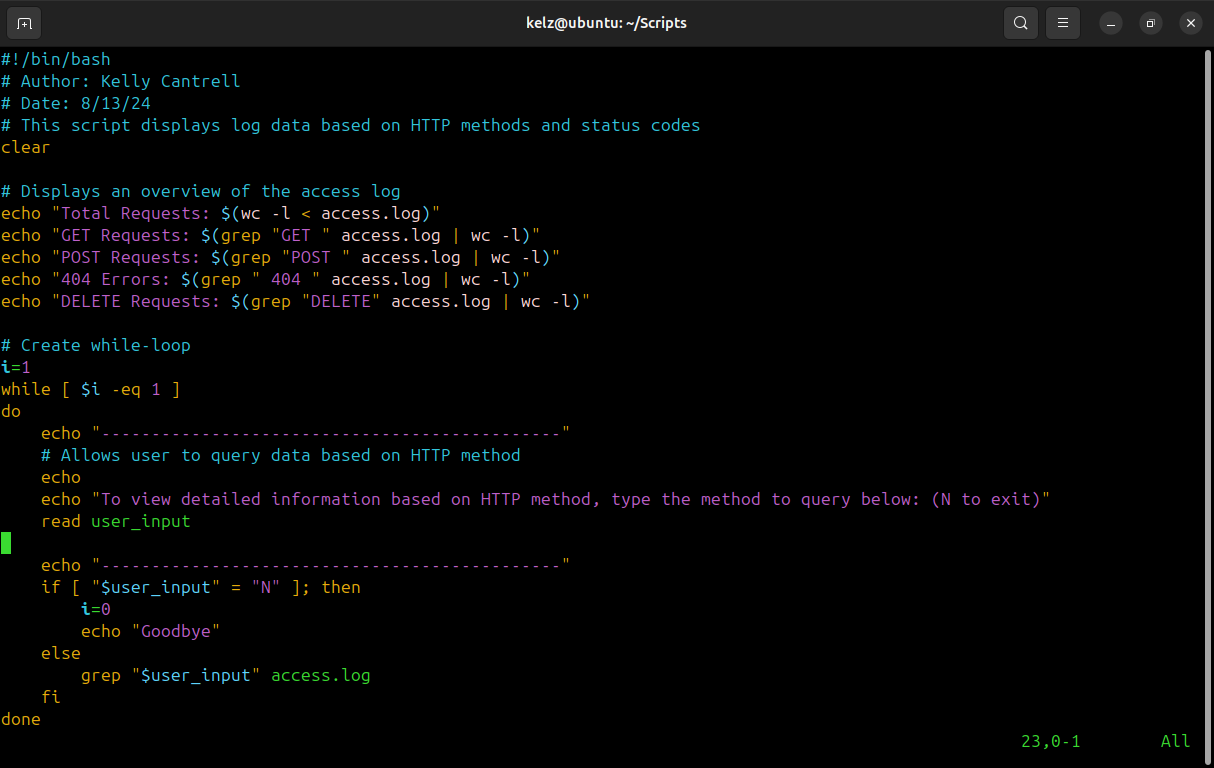 kelz@ubuntu: ~/Scripts
#!/bin/bash
# Author: Kelly Cantrell
# Date: 8/13/24
# This script displays log data based on HTTP methods and status codes
clear

# Displays an overview of the access log
echo "Total Requests: $(wc -l < access.log)"
echo "GET Requests: $(grep "GET " access.log | wc -l)"
echo "POST Requests: $(grep "POST " access.log | wc -l)"
echo "404 Errors: $(grep " 404 " access.log | wc -l)"
echo "DELETE Requests: $(grep "DELETE" access.log | wc -l)"

# Create while-loop
i=1
while [ $i -eq 1 ]
do
    echo "----------------------------------------------"
    # Allows user to query data based on HTTP method
    echo
    echo "To view detailed information based on HTTP method, type the method to query below: (N to exit)"
    read user_input

    echo "----------------------------------------------"
    if [ "$user_input" = "N" ]; then
        i=0
        echo "Goodbye"
    else
        grep "$user_input" access.log
    fi
done
23,0-1 All